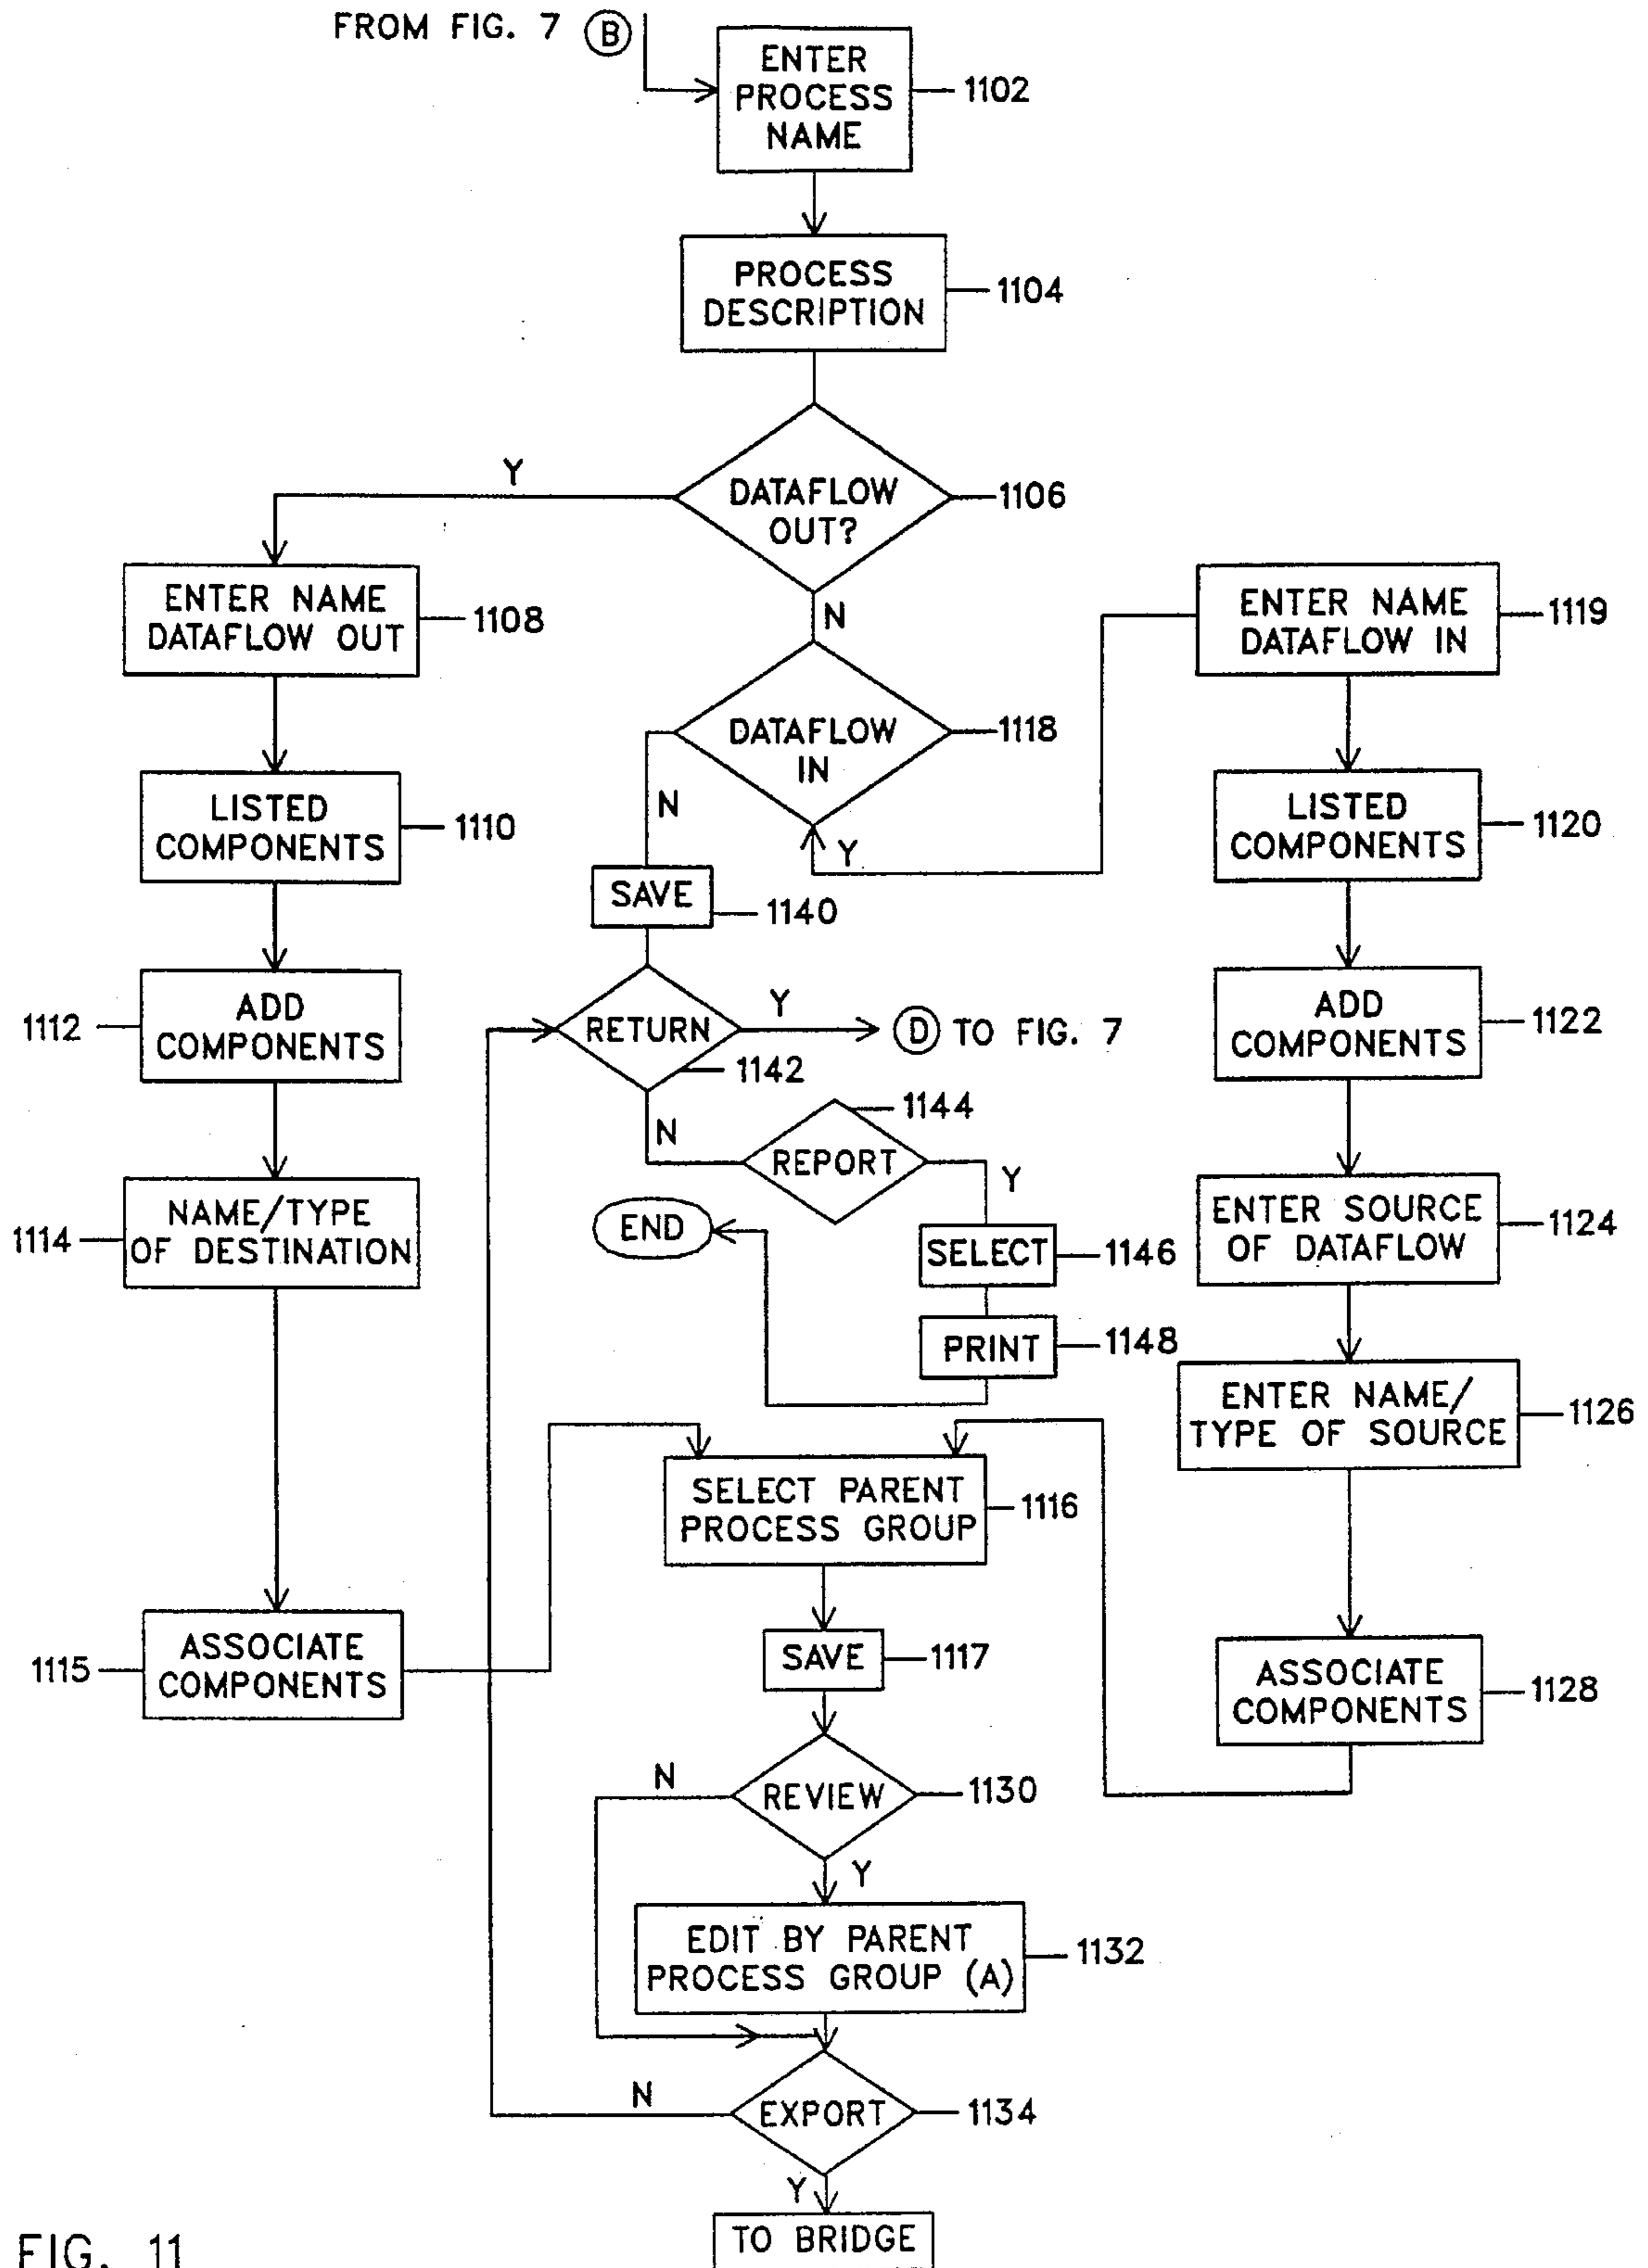 FROM FIG. 7 B
ENTER
PROCESS
NAME
1102
PROCESS
DESCRIPTION
1104
Y
DATAFLOW
OUT?
1106
N
ENTER NAME
DATAFLOW OUT
1108
ENTER NAME
DATAFLOW IN
1119
DATAFLOW
IN
1118
N
Y
LISTED
COMPONENTS
1110
LISTED
COMPONENTS
1120
SAVE
1140
ADD
COMPONENTS
1112
RETURN
1142
Y
D TO FIG. 7
N
ADD
COMPONENTS
1122
1144
REPORT
Y
END
SELECT
1146
PRINT
1148
NAME/TYPE
OF DESTINATION
1114
ENTER SOURCE
OF DATAFLOW
1124
ENTER NAME/
TYPE OF SOURCE
1126
SELECT PARENT
PROCESS GROUP
1116
ASSOCIATE
COMPONENTS
1115
SAVE
1117
ASSOCIATE
COMPONENTS
1128
N
REVIEW
1130
Y
EDIT BY PARENT
PROCESS GROUP (A)
1132
N
EXPORT
1134
Y
TO BRIDGE
FIG. 11